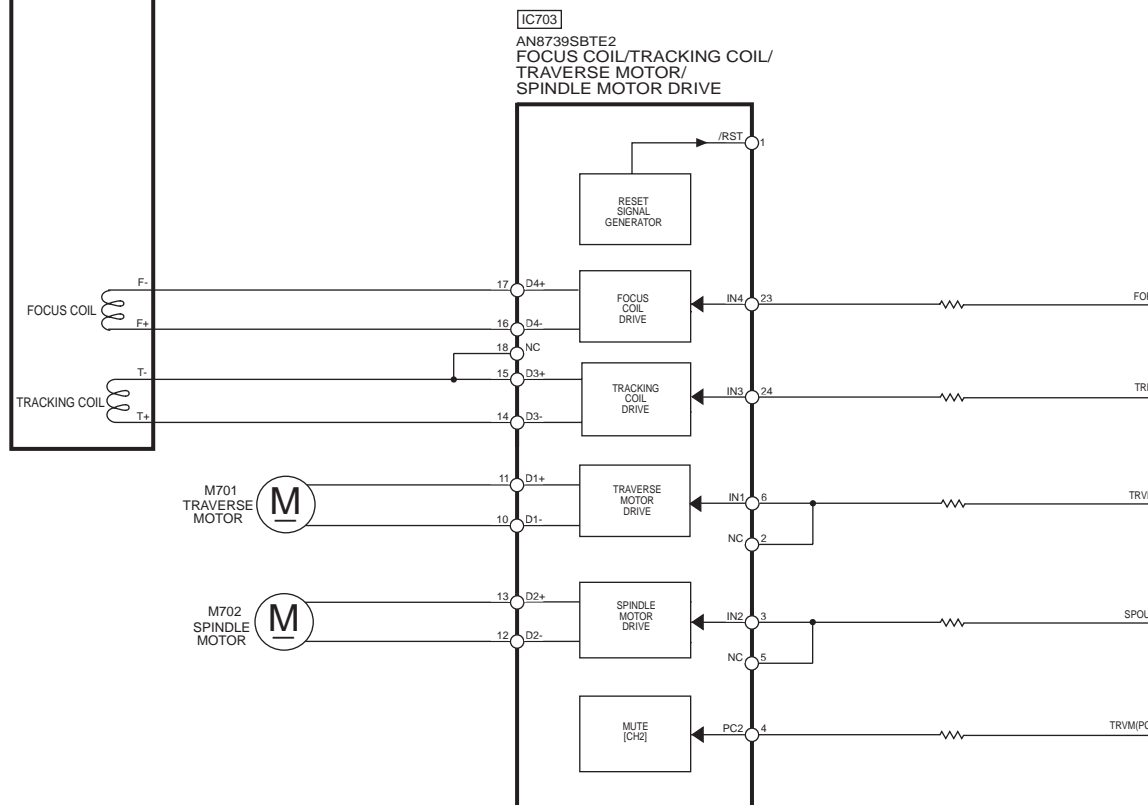 IC703
AN8739SBTE2
FOCUS COIL/TRACKING COIL/
TRAVERSE MOTOR/
SPINDLE MOTOR DRIVE
/RST
1
RESET
SIGNAL
GENERATOR
F-
17
D4+
FOCUS COIL
FOCUS
COIL
DRIVE
IN4
23
F+
16
D4-
18
NC
T-
15
D3+
TRACKING COIL
TRACKING
COIL
DRIVE
IN3
24
T+
14
D3-
11
D1+
M701
TRAVERSE
MOTOR
M
TRAVERSE
MOTOR
DRIVE
IN1
6
10
D1-
NC
2
13
D2+
M702
SPINDLE
MOTOR
M
SPINDLE
MOTOR
DRIVE
IN2
3
12
D2-
NC
5
MUTE
[CH2]
PC2
4